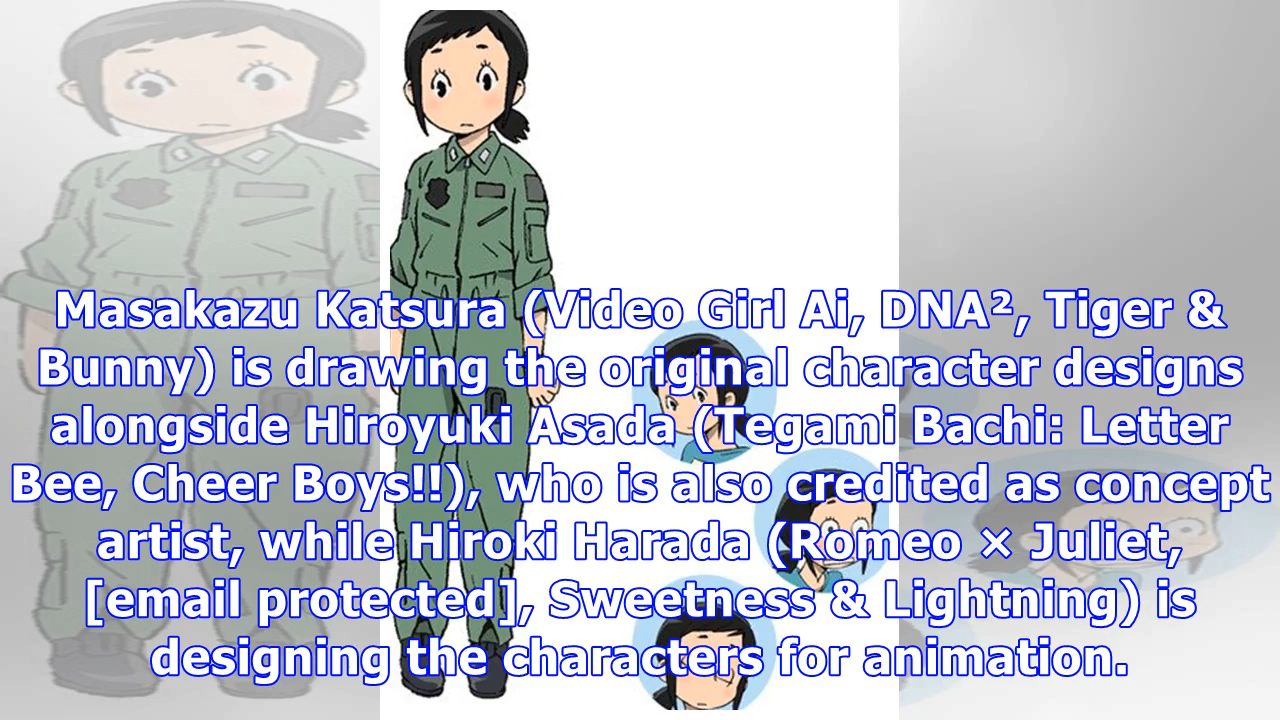 Masakazu Katsura (Video Girl Ai, DNA², Tiger &
Bunny) is drawing the original character designs
alongside Hiroyuki Asada (Tegami Bachi: Letter
Bee, Cheer Boys!!), who is also credited as concept
artist, while Hiroki Harada (Romeo × Juliet,
[email protected], Sweetness & Lightning) is
designing the characters for animation.